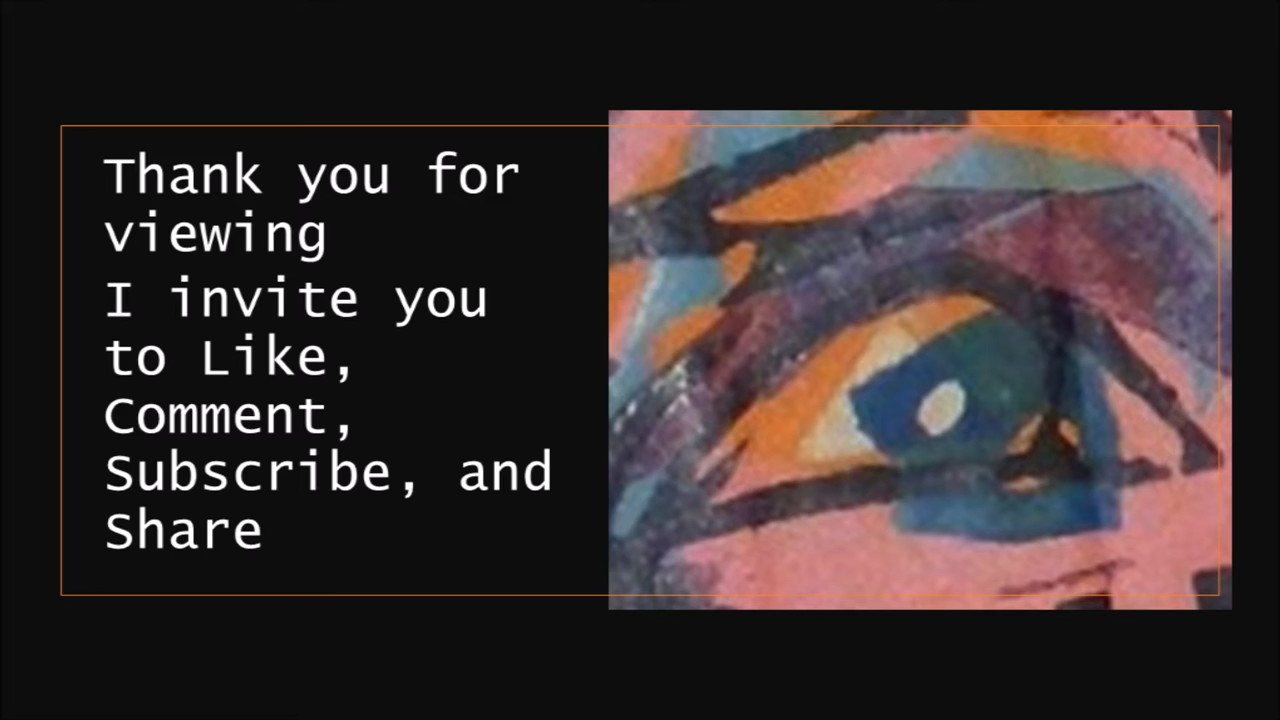 Thank you for
viewing
I invite you
to Like,
Comment,
Subscribe, and
Share